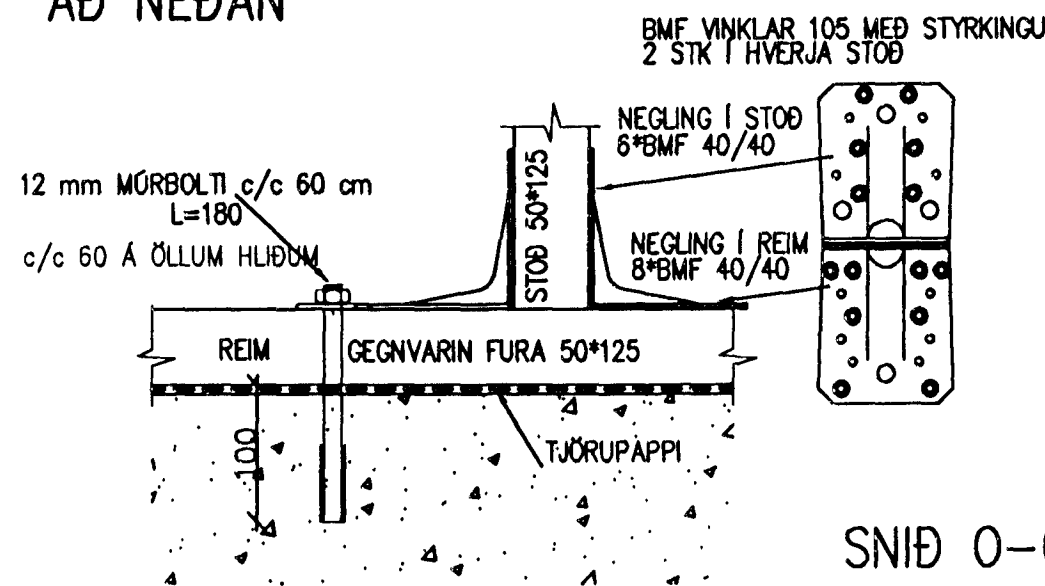 AÐ NEÐAN
BMF VINKLAR 105 MEÐ STYRKINGU
2 STK Í HVERJA STOÐ
NEGLING Í STOÐ
6*BMF 40/40
12 mm MÚRBOLTI c/c 60 cm
L=180
c/c 60 Á ÖLLUM HLIÐUM
STOÐ 50*125
NEGLING Í REIM
8*BMF 40/40
REIM
GEGNVARIN FURA 50*125
100
TJÖRUPAPPI
SNIÐ O-